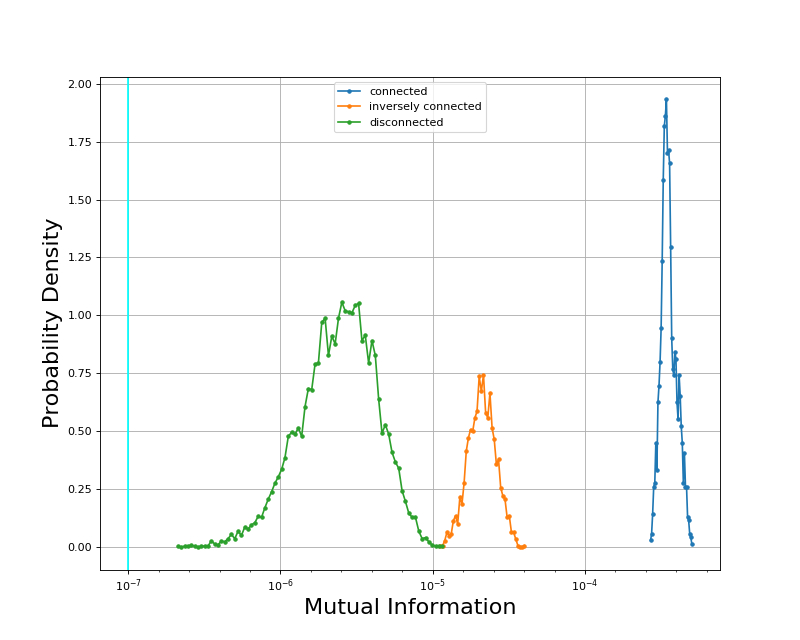 connected
inversely connected
disconnected
2.00
1.75
1.50
1.25
1.00
0.75
0.50
0.25
0.00
Probability Density
10⁻⁷ 10⁻⁶ 10⁻⁵ 10⁻⁴
Mutual Information